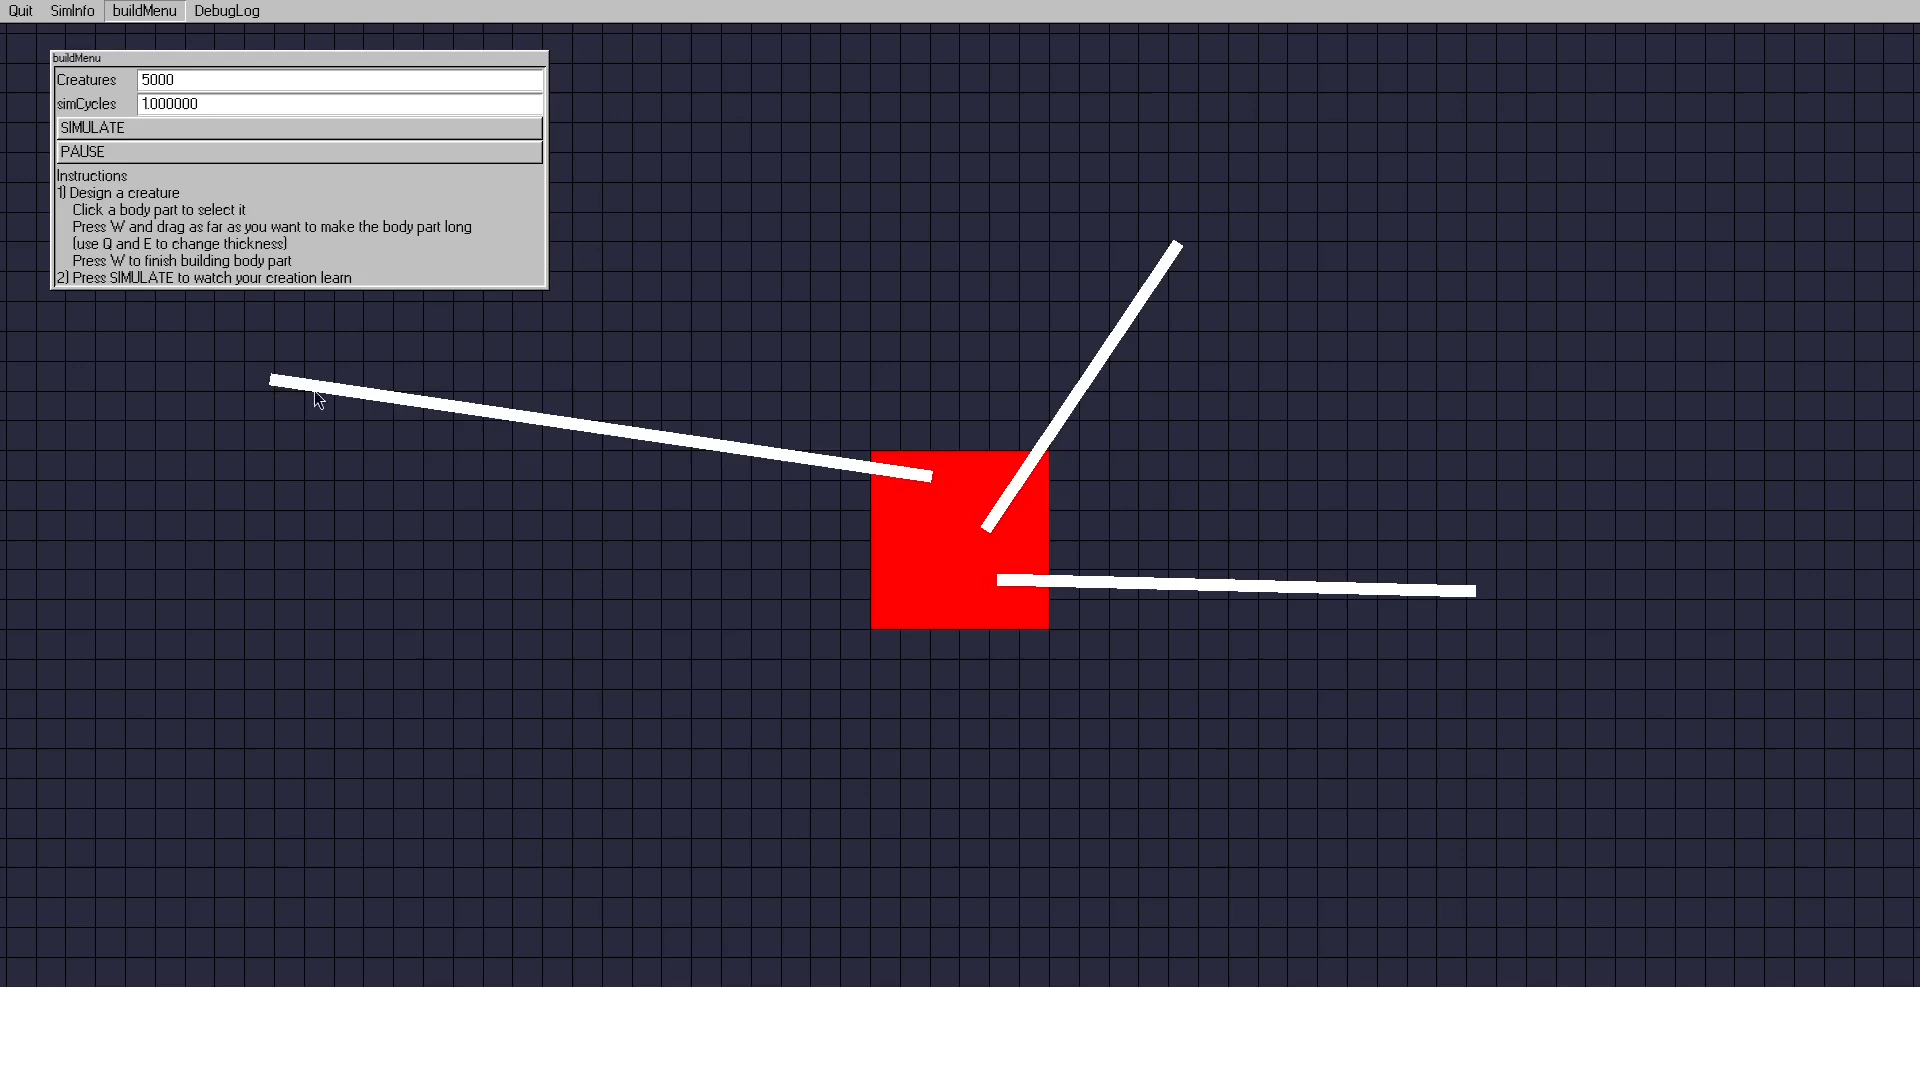 Quit SimInfo buildMenu DebugLog
buildMenu
Creatures 5000
simCycles 1.000000
SIMULATE
PAUSE
Instructions
1) Design a creature
Click a body part to select it
Press 'W' and drag as far as you want to make the body part long
(use Q and E to change thickness)
Press 'W' to finish building body part
2) Press SIMULATE to watch your creation learn